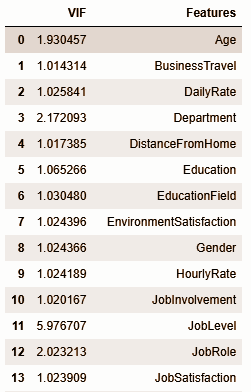 VIF Features
0 1.930457 Age
1 1.014314 BusinessTravel
2 1.025841 DailyRate
3 2.172093 Department
4 1.017385 DistanceFromHome
5 1.065266 Education
6 1.030480 EducationField
7 1.024396 EnvironmentSatisfaction
8 1.024366 Gender
9 1.024189 HourlyRate
10 1.020167 JobInvolvement
11 5.976707 JobLevel
12 2.023213 JobRole
13 1.023909 JobSatisfaction